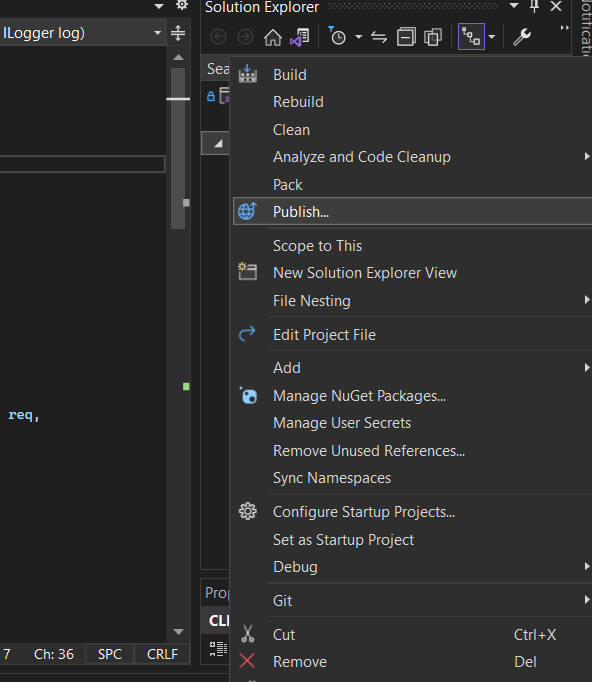 Solution Explorer
ILogger log)
Sea
Build
Rebuild
Clean
Analyze and Code Cleanup
Pack
Publish...
Scope to This
New Solution Explorer View
File Nesting
Edit Project File
Add
req,
Manage NuGet Packages...
Manage User Secrets
Remove Unused References...
Sync Namespaces
Configure Startup Projects...
Set as Startup Project
Debug
Prop
Git
CLI
Cut Ctrl+X
7 Ch: 36 SPC CRLF
Remove Del
Notificatio